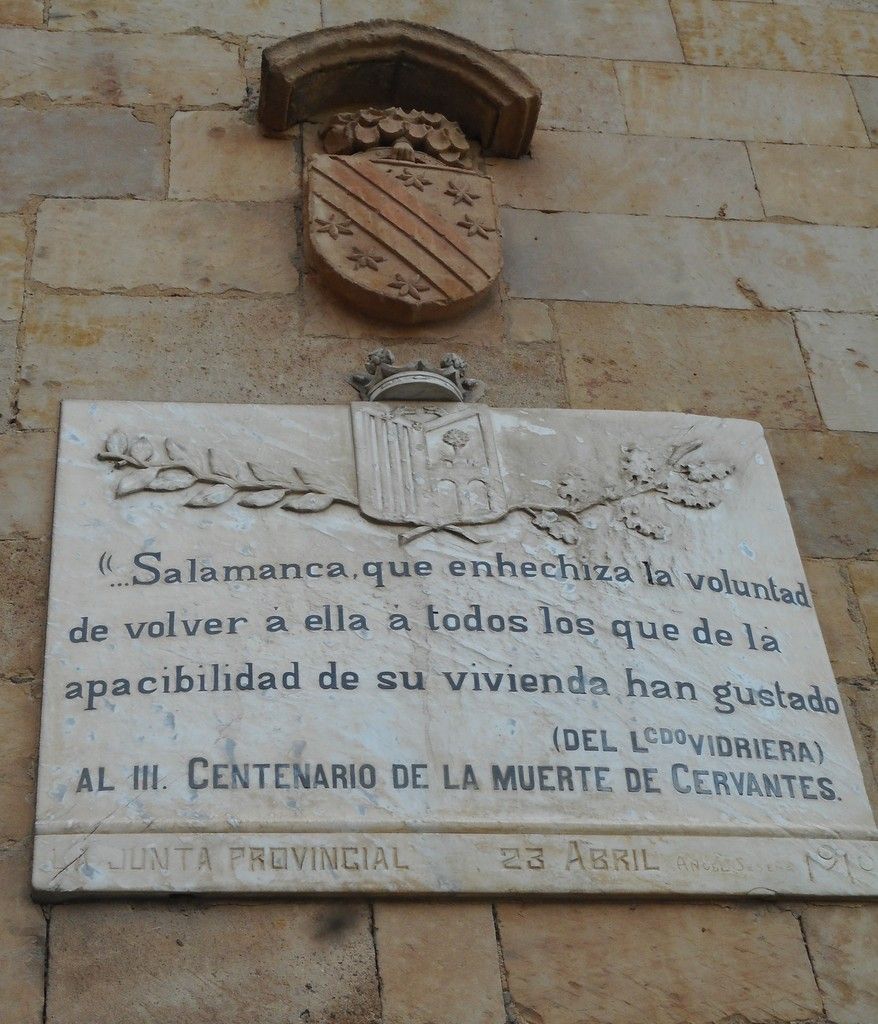 “...Salamanca, que enhechiza la voluntad
de volver á ella á todos los que de la
apacibilidad de su vivienda han gustado
(DEL Lcdo VIDRIERA)
AL III. CENTENARIO DE LA MUERTE DE CERVANTES.
LA JUNTA PROVINCIAL 23 ABRIL